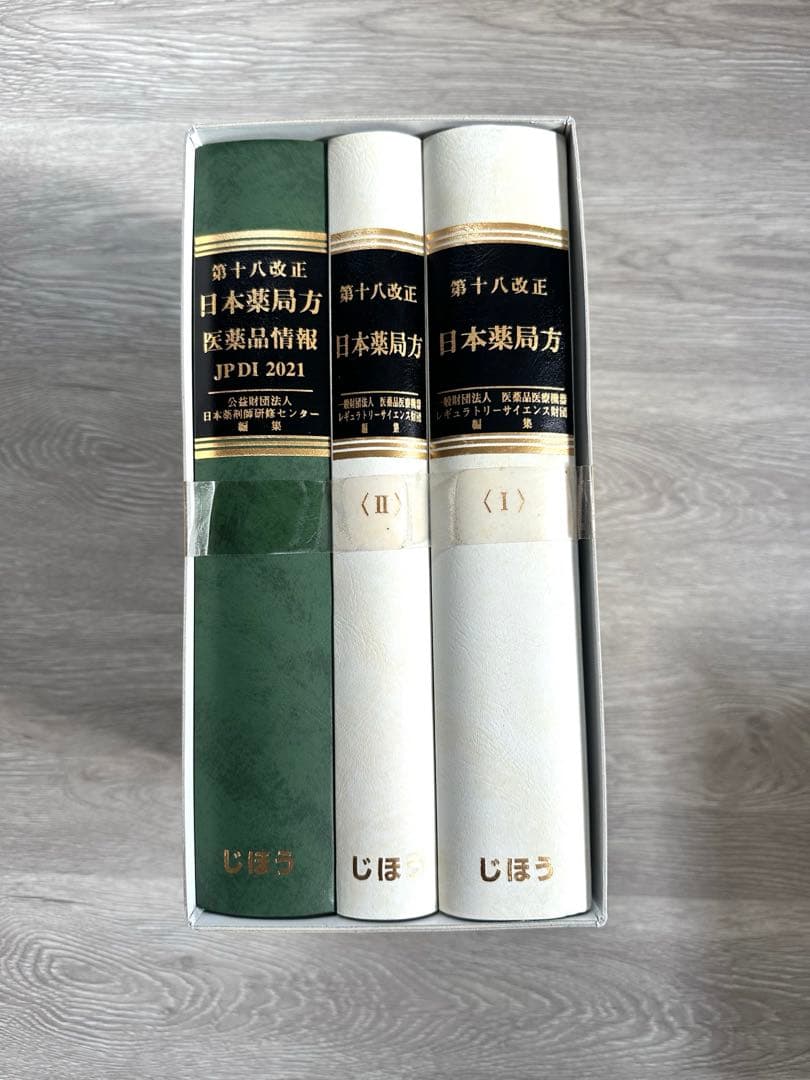 第十八改正
日本薬局方
医薬品情報
JPDI 2021
公益財団法人
日本薬剤師研修センター
編集
じほう
第十八改正
日本薬局方
一般財団法人 医薬品医療機器
レギュラトリーサイエンス財団
編集
〈II〉
じほう
第十八改正
日本薬局方
一般財団法人 医薬品医療機器
レギュラトリーサイエンス財団
編集
〈I〉
じほう